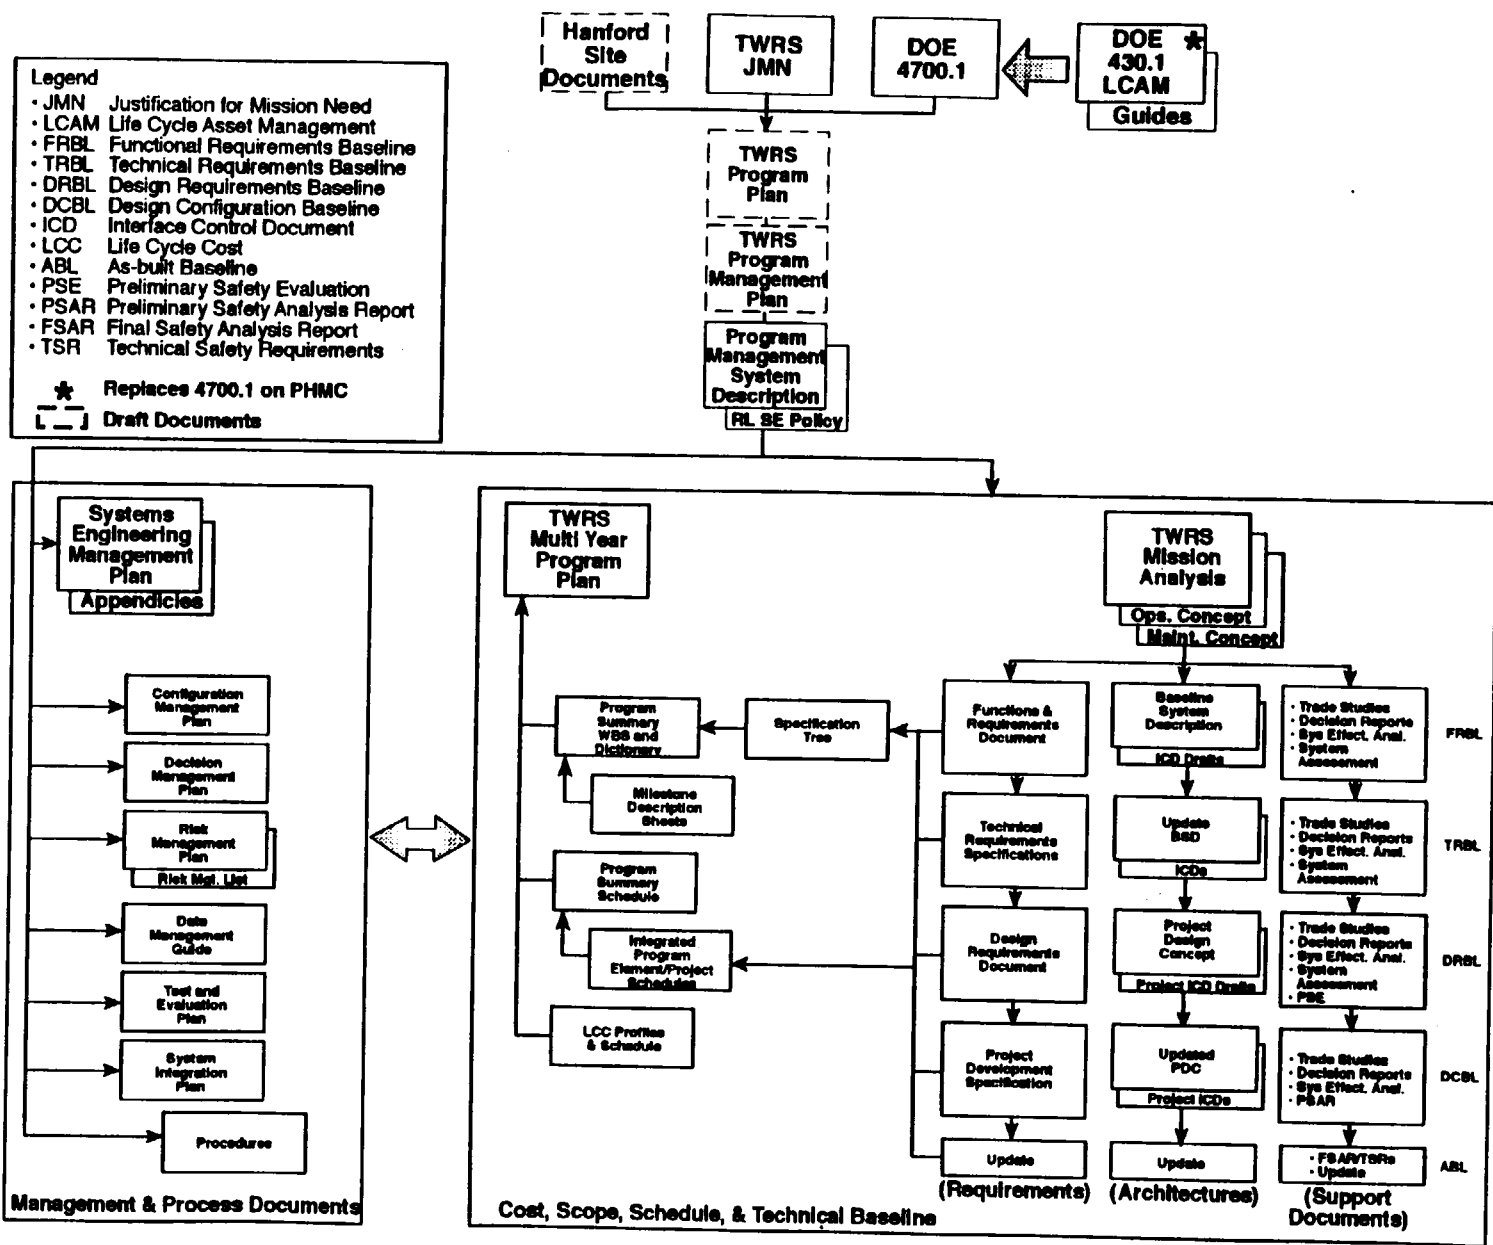 Hanford
Site
Documents
TWRS
JMN
DOE
4700.1
DOE *
430.1
LCAM
Guides
Legend
· JMN Justification for Mission Need
· LCAM Life Cycle Asset Management
· FRBL Functional Requirements Baseline
· TRBL Technical Requirements Baseline
· DRBL Design Requirements Baseline
· DCBL Design Configuration Baseline
· ICD Interface Control Document
· LCC Life Cycle Cost
· ABL As-built Baseline
· PSE Preliminary Safety Evaluation
· PSAR Preliminary Safety Analysis Report
· FSAR Final Safety Analysis Report
· TSR Technical Safety Requirements
* Replaces 4700.1 on PHMC
Draft Documents
TWRS
Program
Plan
TWRS
Program
Management
Plan
Program
Management
System
Description
RL SE Policy
Systems
Engineering
Management
Plan
Appendicies
Configuration
Management
Plan
Decision
Management
Plan
Risk
Management
Plan
Risk Mgt. List
Data
Management
Guide
Test and
Evaluation
Plan
System
Integration
Plan
Procedures
Management & Process Documents
TWRS
Multi Year
Program
Plan
Program
Summary
WBS and
Dictionary
Specification
Tree
Milestone
Description
Sheets
Program
Summary
Schedule
Integrated
Program
Element/Project
Schedules
LCC Profiles
& Schedule
TWRS
Mission
Analysis
Ops. Concept
Maint. Concept
Functions &
Requirements
Document
Baseline
System
Description
ICD Drafts
· Trade Studies
· Decision Reports
· Sys Effect. Anal.
· System
Assessment
FRBL
Technical
Requirements
Specifications
Update
BSD
ICDs
· Trade Studies
· Decision Reports
· Sys Effect. Anal.
· System
Assessment
TRBL
Design
Requirements
Document
Project
Design
Concept
Project ICD Drafts
· Trade Studies
· Decision Reports
· Sys Effect. Anal.
· System
Assessment
· PSE
DRBL
Project
Development
Specification
Updated
PDC
Project ICDs
· Trade Studies
· Decision Reports
· Sys Effect. Anal.
· PSAR
DCBL
Update
Update
· FSAR/TSRs
· Update
ABL
(Requirements)
(Architectures)
(Support
Documents)
Cost, Scope, Schedule, & Technical Baseline